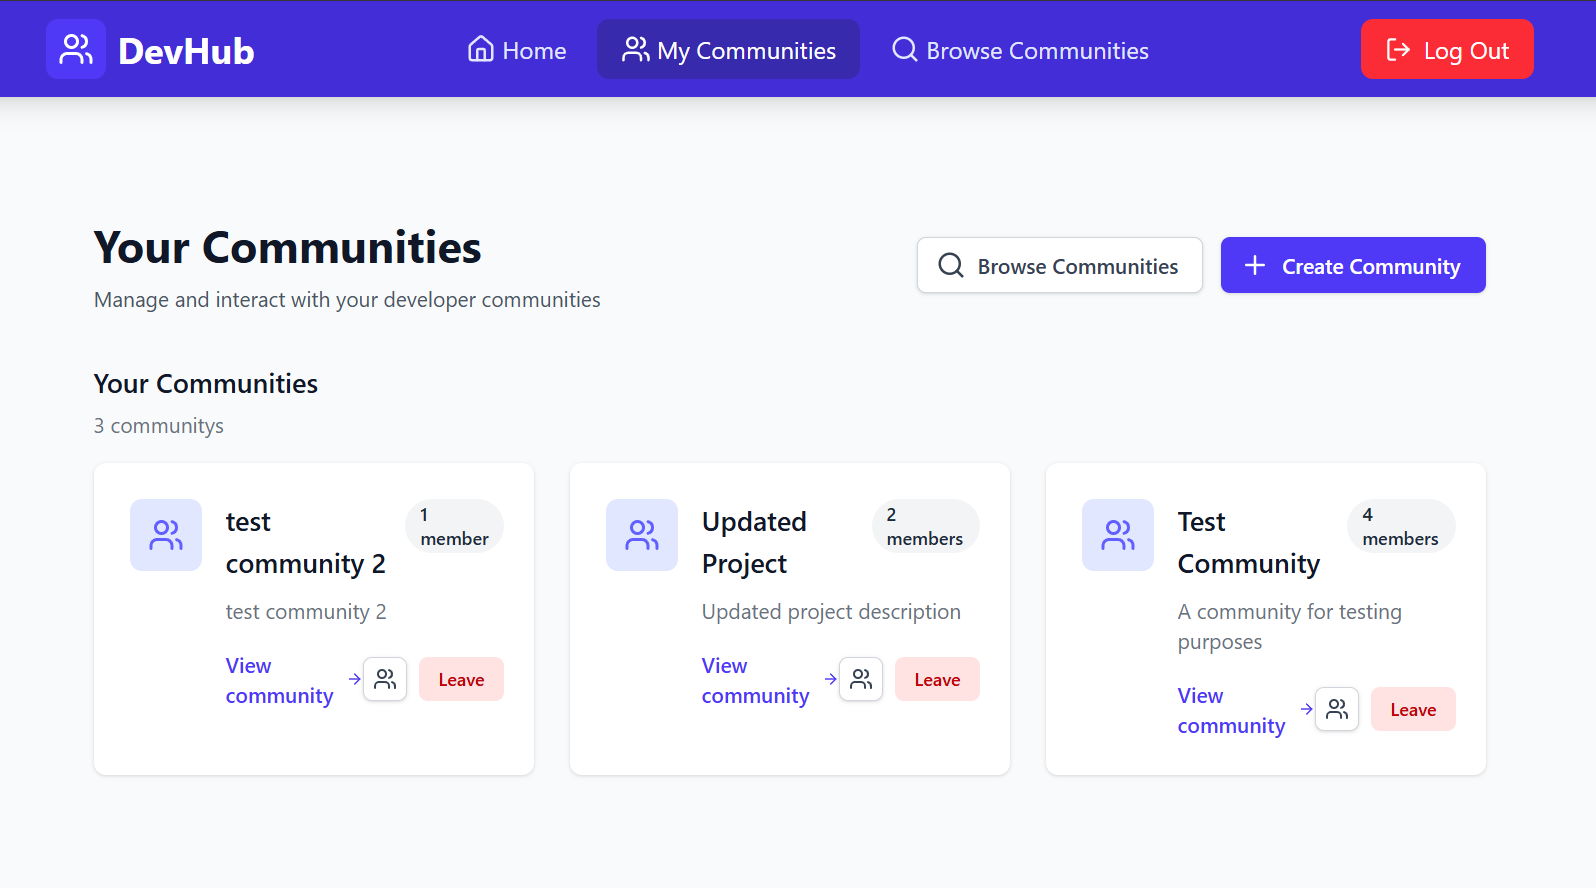 DevHub
Home
My Communities
Browse Communities
Log Out
Your Communities
Manage and interact with your developer communities
Browse Communities
Create Community
Your Communities
3 communitys
test
community 2
1
member
test community 2
View
community
Leave
Updated
Project
2
members
Updated project description
View
community
Leave
Test
Community
4
members
A community for testing
purposes
View
community
Leave